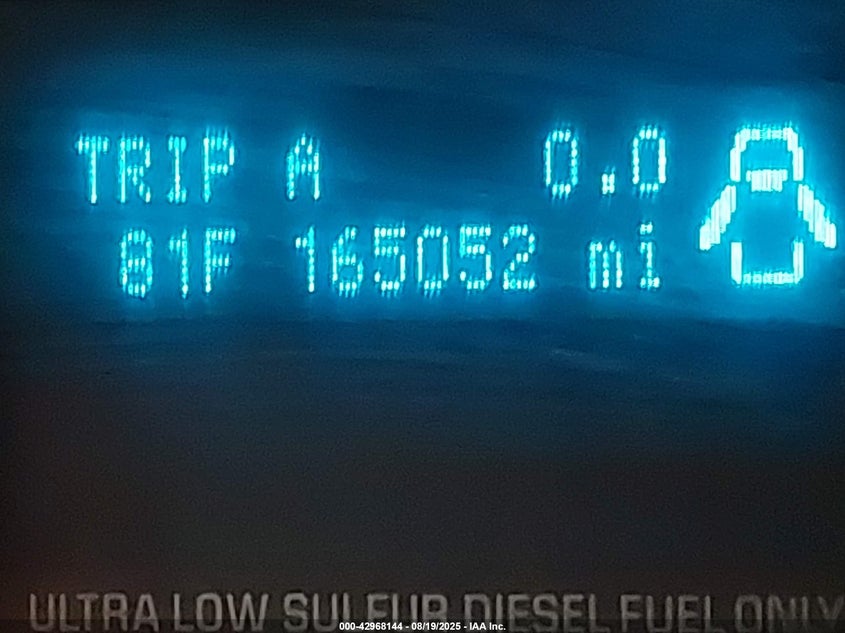 TRIP A 0.0
81F 165052 mi
ULTRA LOW SULFUR DIESEL FUEL ONLY
000-42968144 - 08/19/2025 - IAA Inc.